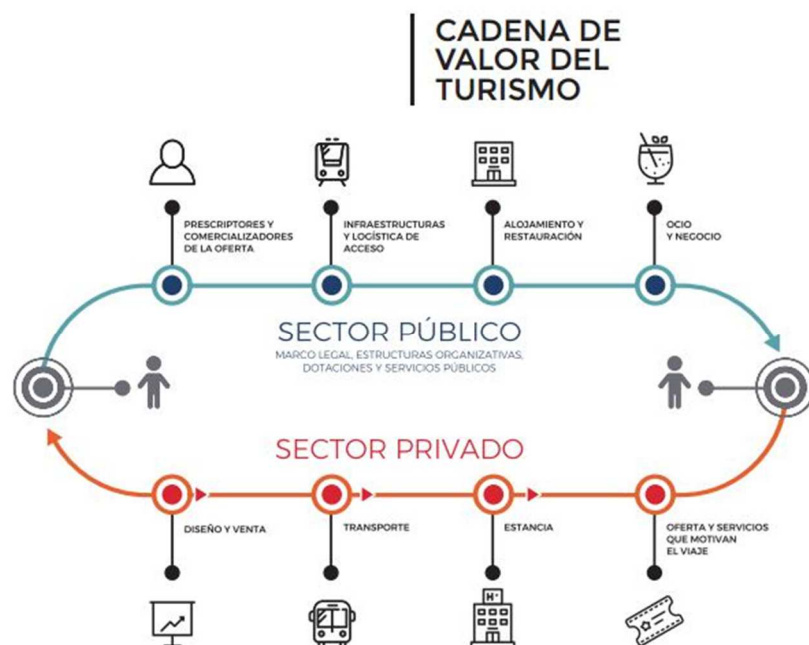 CADENA DE
VALOR DEL
TURISMO
PRESCRIPTORES Y
COMERCIALIZADORES
DE LA OFERTA
INFRAESTRUCTURAS
Y LOGÍSTICA DE
ACCESO
ALOJAMIENTO Y
RESTAURACIÓN
OCIO
Y NEGOCIO
SECTOR PÚBLICO
MARCO LEGAL, ESTRUCTURAS ORGANIZATIVAS,
DOTACIONES Y SERVICIOS PÚBLICOS
SECTOR PRIVADO
DISEÑO Y VENTA
TRANSPORTE
ESTANCIA
OFERTA Y SERVICIOS
QUE MOTIVAN
EL VIAJE
H